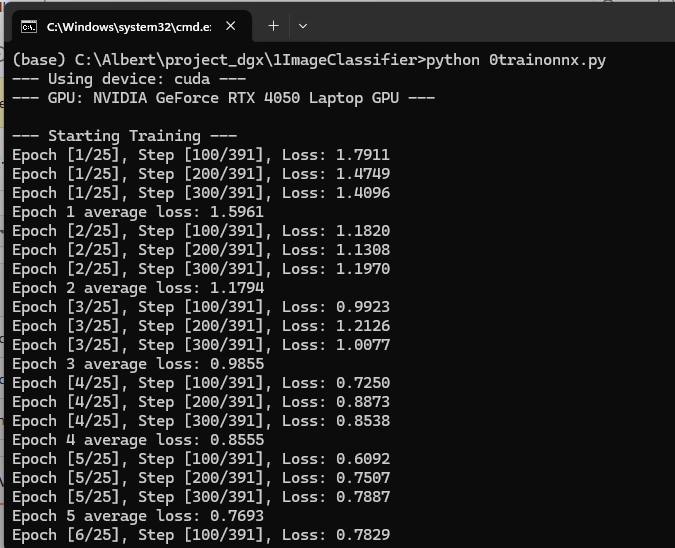 C:\Windows\system32\cmd.e:
(base) C:\Albert\project_dgx\1ImageClassifier>python 0trainonnx.py
--- Using device: cuda ---
--- GPU: NVIDIA GeForce RTX 4050 Laptop GPU ---
--- Starting Training ---
Epoch [1/25], Step [100/391], Loss: 1.7911
Epoch [1/25], Step [200/391], Loss: 1.4749
Epoch [1/25], Step [300/391], Loss: 1.4096
Epoch 1 average loss: 1.5961
Epoch [2/25], Step [100/391], Loss: 1.1820
Epoch [2/25], Step [200/391], Loss: 1.1308
Epoch [2/25], Step [300/391], Loss: 1.1970
Epoch 2 average loss: 1.1794
Epoch [3/25], Step [100/391], Loss: 0.9923
Epoch [3/25], Step [200/391], Loss: 1.2126
Epoch [3/25], Step [300/391], Loss: 1.0077
Epoch 3 average loss: 0.9855
Epoch [4/25], Step [100/391], Loss: 0.7250
Epoch [4/25], Step [200/391], Loss: 0.8873
Epoch [4/25], Step [300/391], Loss: 0.8538
Epoch 4 average loss: 0.8555
Epoch [5/25], Step [100/391], Loss: 0.6092
Epoch [5/25], Step [200/391], Loss: 0.7507
Epoch [5/25], Step [300/391], Loss: 0.7887
Epoch 5 average loss: 0.7693
Epoch [6/25], Step [100/391], Loss: 0.7829